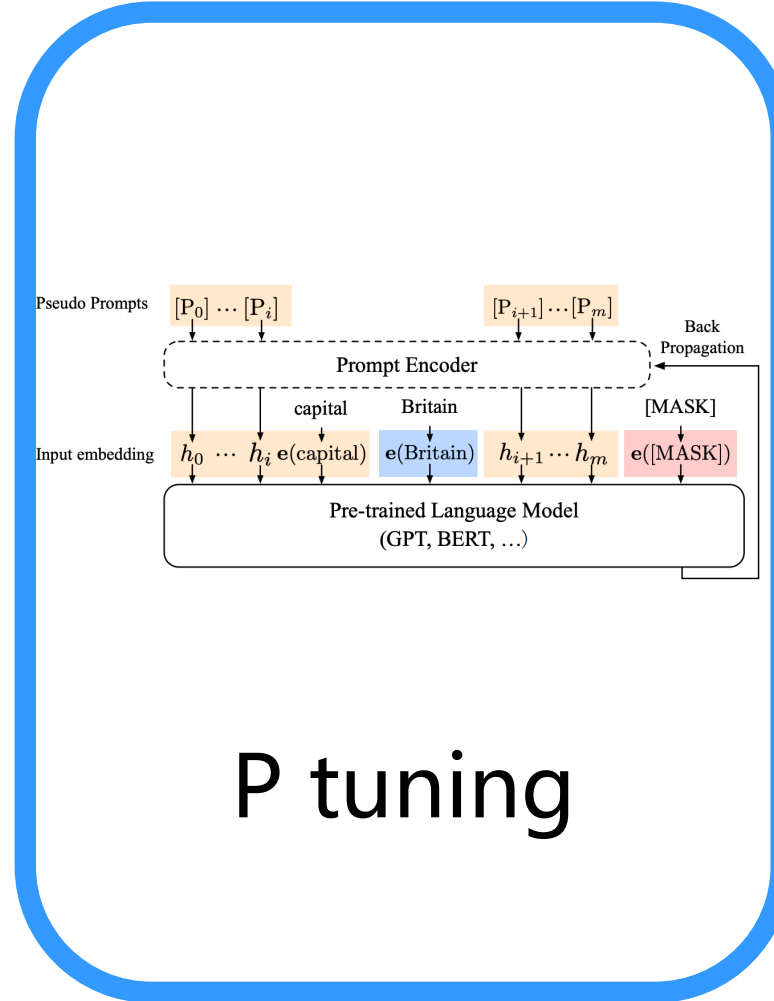 Pseudo Prompts [P₀] ⋯ [Pᵢ] [Pᵢ₊₁] ⋯ [Pₘ]
Back
Propagation
Prompt Encoder
capital Britain [MASK]
Input embedding h₀ ⋯ hᵢ e(capital) e(Britain) hᵢ₊₁ ⋯ hₘ e([MASK])
Pre-trained Language Model
(GPT, BERT, …)
P tuning